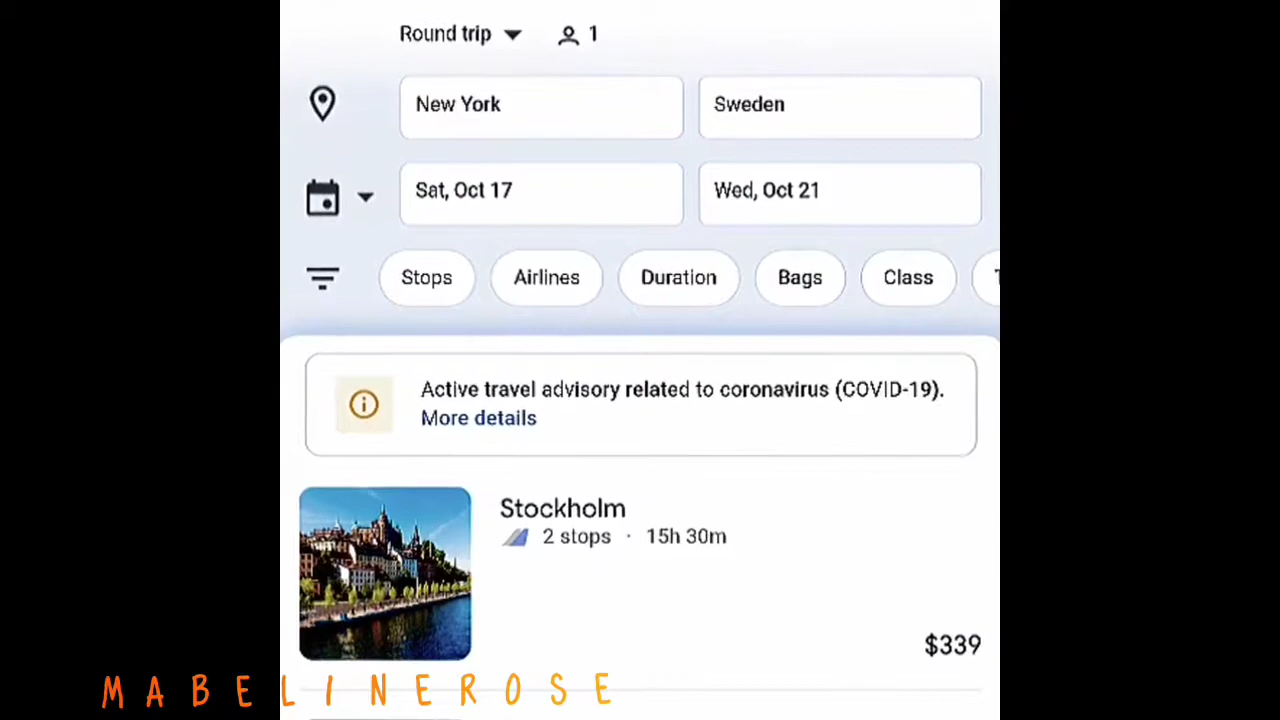 Round trip 1
New York Sweden
Sat, Oct 17 Wed, Oct 21
Stops Airlines Duration Bags Class
Active travel advisory related to coronavirus (COVID-19).
More details
Stockholm
2 stops · 15h 30m
$339
MABELINEROSE